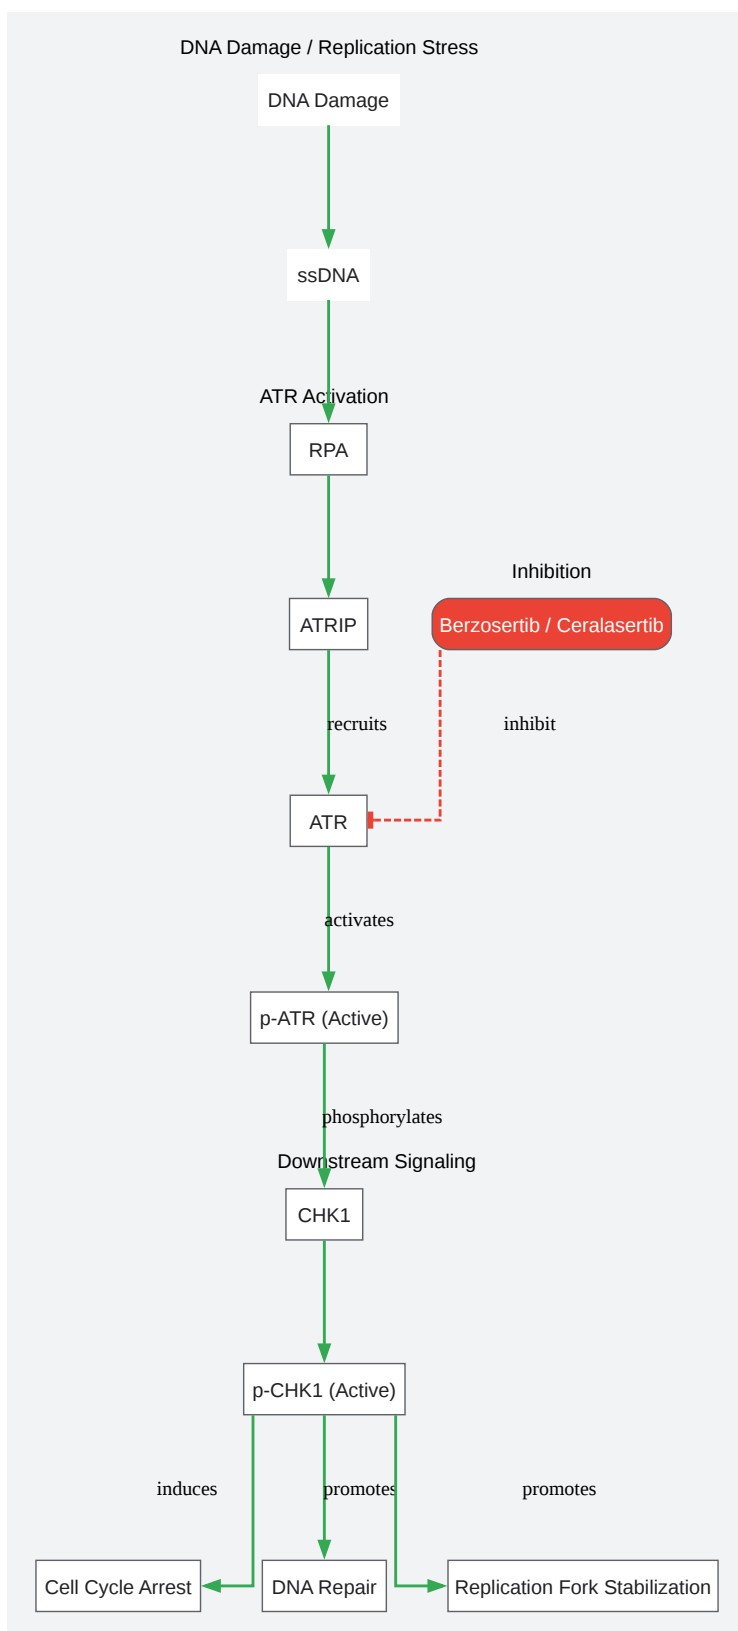 DNA Damage / Replication Stress
DNA Damage
ssDNA
ATR Activation
RPA
Inhibition
ATRIP
Berzosertib / Ceralasertib
recruits
inhibit
ATR
activates
p-ATR (Active)
phosphorylates
Downstream Signaling
CHK1
p-CHK1 (Active)
induces
promotes
promotes
Cell Cycle Arrest
DNA Repair
Replication Fork Stabilization